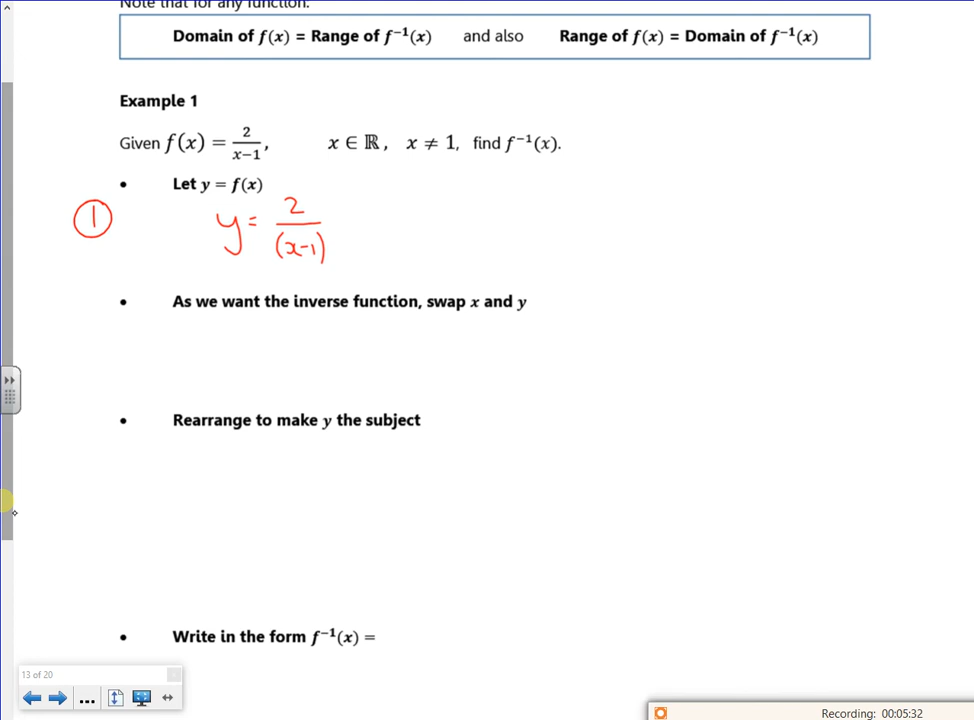 Note that for any function:
Domain of f(x) = Range of f⁻¹(x) and also Range of f(x) = Domain of f⁻¹(x)
Example 1
Given f(x) = 2/(x−1), x ∈ ℝ, x ≠ 1, find f⁻¹(x).
• Let y = f(x)
① y = 2/(x-1)
• As we want the inverse function, swap x and y
• Rearrange to make y the subject
• Write in the form f⁻¹(x) =
13 of 20
...
Recording: 00:05:32